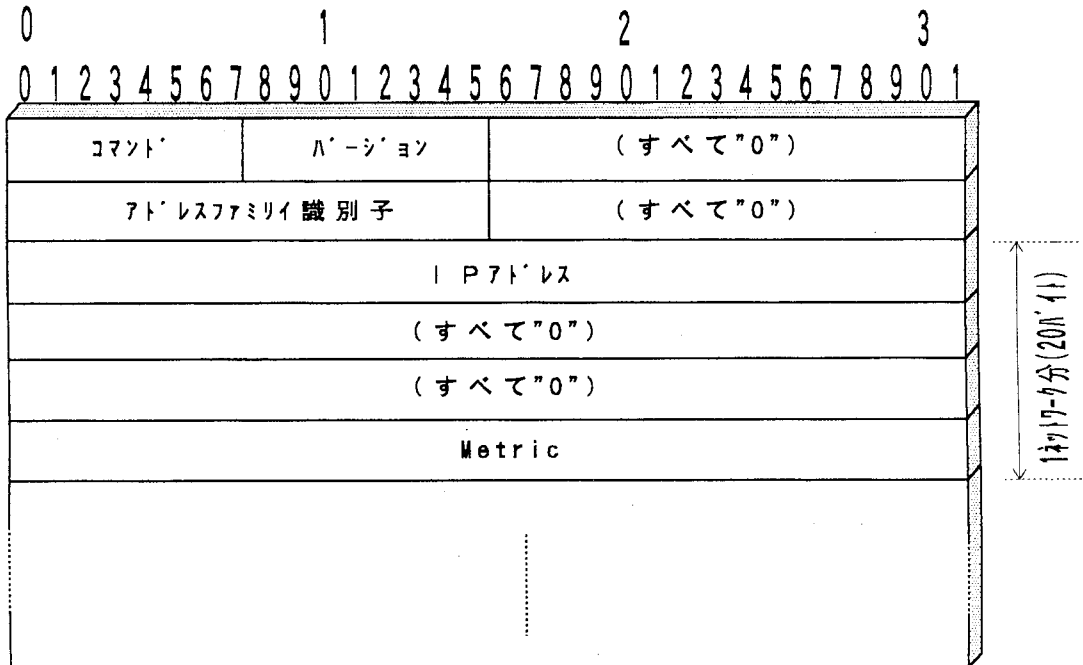 0 1 2 3
0 1 2 3 4 5 6 7 8 9 0 1 2 3 4 5 6 7 8 9 0 1 2 3 4 5 6 7 8 9 0 1
コマンド バージョン (すべて"0")
アドレスファミリィ識別子 (すべて"0")
IPアドレス
(すべて"0")
(すべて"0")
Metric
1ネットワーク分(20バイト)